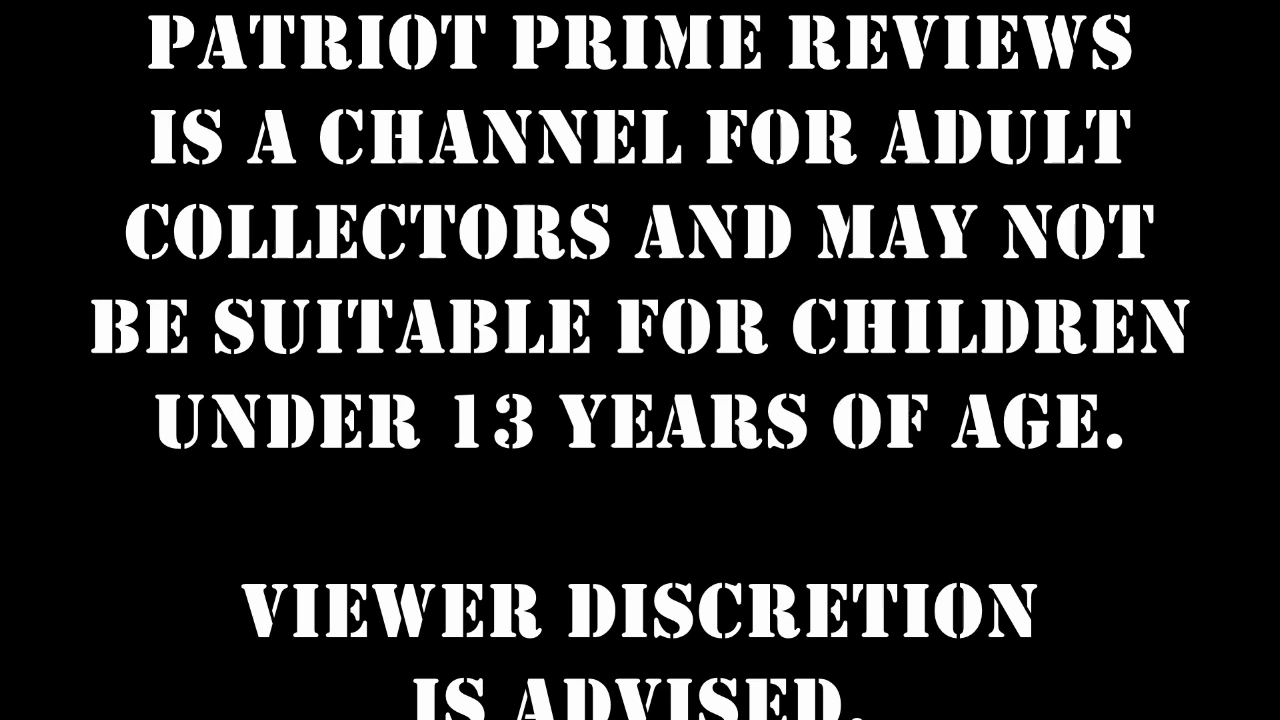 PATRIOT PRIME REVIEWS
IS A CHANNEL FOR ADULT
COLLECTORS AND MAY NOT
BE SUITABLE FOR CHILDREN
UNDER 13 YEARS OF AGE.
VIEWER DISCRETION
IS ADVISED.